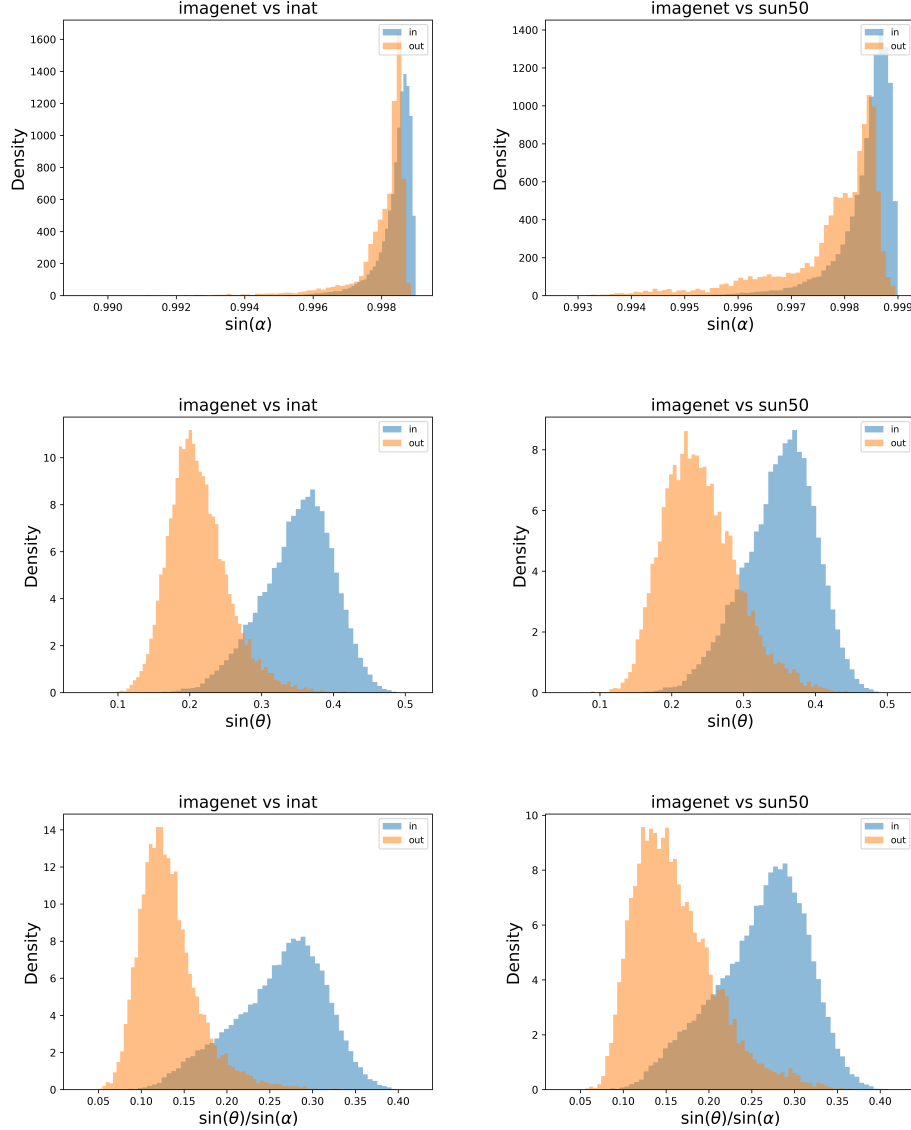 imagenet vs inat
in
out
1600
1400
1200
1000
800
600
400
200
0
Density
0.990
0.992
0.994
0.996
0.998
sin(α)
imagenet vs sun50
in
out
1400
1200
1000
800
600
400
200
0
Density
0.993
0.994
0.995
0.996
0.997
0.998
0.999
sin(α)
imagenet vs inat
in
out
10
8
6
4
2
0
Density
0.1
0.2
0.3
0.4
0.5
sin(θ)
imagenet vs sun50
in
out
8
6
4
2
0
Density
0.1
0.2
0.3
0.4
0.5
sin(θ)
imagenet vs inat
in
out
14
12
10
8
6
4
2
0
Density
0.05
0.10
0.15
0.20
0.25
0.30
0.35
0.40
sin(θ)/sin(α)
imagenet vs sun50
in
out
10
8
6
4
2
0
Density
0.05
0.10
0.15
0.20
0.25
0.30
0.35
0.40
sin(θ)/sin(α)